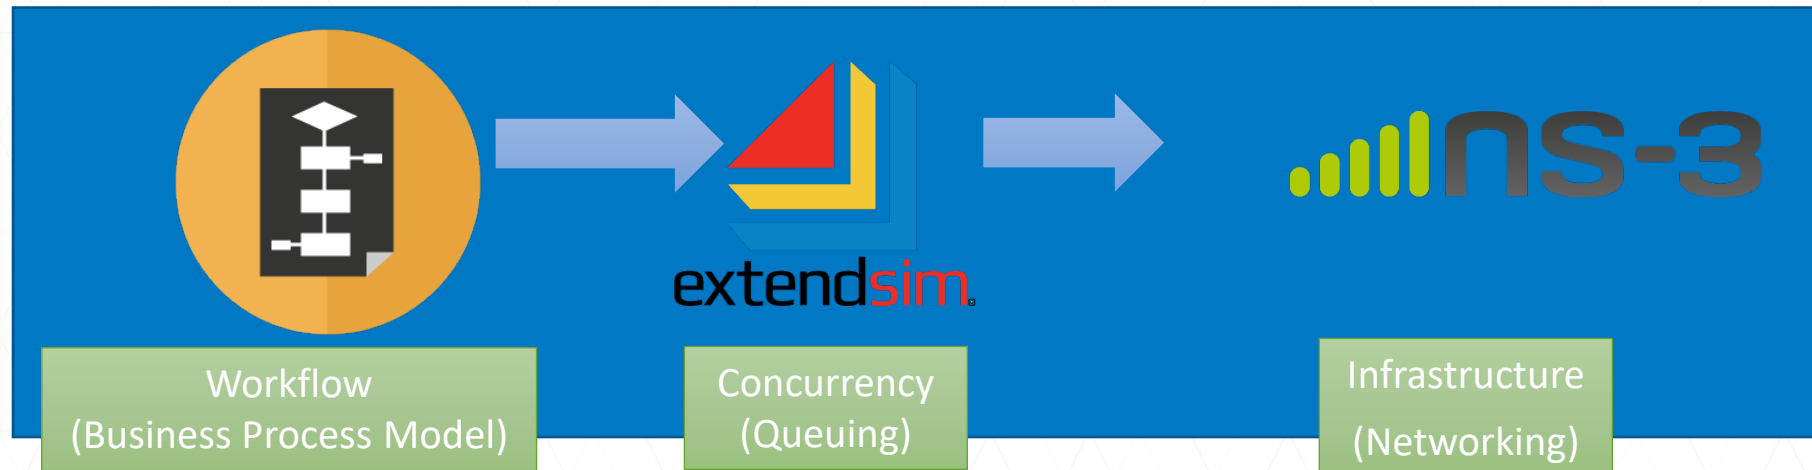 extendsim
ns-3
Workflow
(Business Process Model)
Concurrency
(Queuing)
Infrastructure
(Networking)